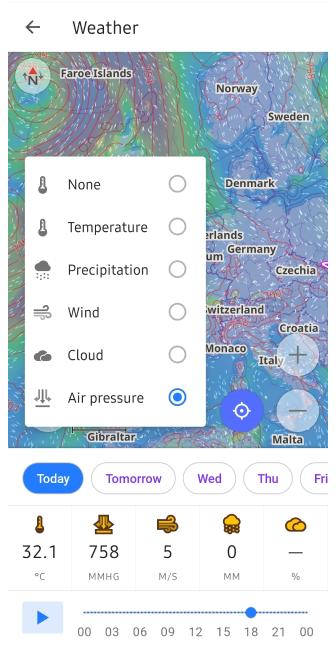 Weather
N
Faroe Islands
Norway
Sweden
None
Denmark
Temperature
erlands
um
Germany
Precipitation
Czechia
Wind
witzerland
Croatia
Cloud
Monaco
Italy
Air pressure
Gibraltar
Malta
Today
Tomorrow
Wed
Thu
Fri
32.1
758
5
0
—
°C
MMHG
M/S
MM
%
00 03 06 09 12 15 18 21 00